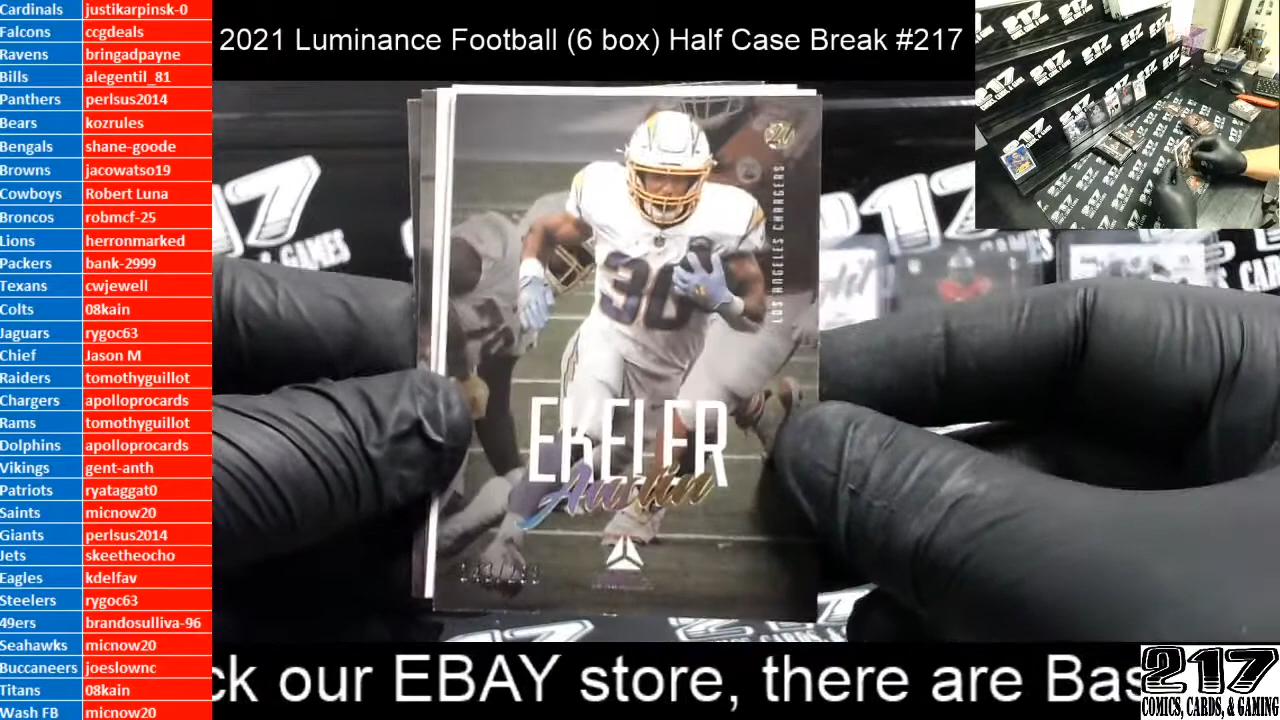 2021 Luminance Football (6 box) Half Case Break #217
Cardinals justikarpinsk-0
Falcons ccgdeals
Ravens bringadpayne
Bills alegentil_81
Panthers perlsus2014
Bears kozrules
Bengals shane-goode
Browns jacowatso19
Cowboys Robert Luna
Broncos robmcf-25
Lions herronmarked
Packers bank-2999
Texans cwjewell
Colts 08kain
Jaguars rygoc63
Chief Jason M
Raiders tomothyguillot
Chargers apolloprocards
Rams tomothyguillot
Dolphins apolloprocards
Vikings gent-anth
Patriots ryataggat0
Saints micnow20
Giants perlsus2014
Jets skeetheocho
Eagles kdelfav
Steelers rygoc63
49ers brandosulliva-96
Seahawks micnow20
Buccaneers joeslownc
Titans 08kain
Wash FB micnow20
LOS ANGELES CHARGERS
30
EKELER
Austin
ck our EBAY store, there are Bas
217
COMICS, CARDS, & GAMING